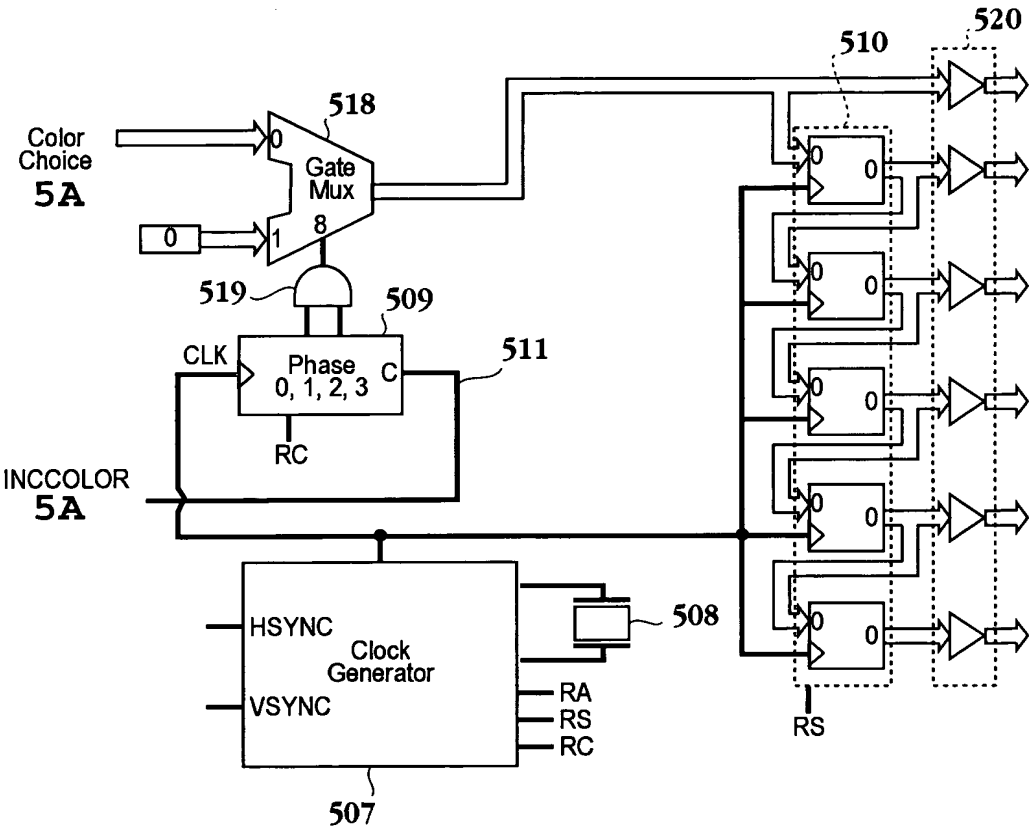 520
510
518
Color
Choice
5A
0
Gate
Mux
0
1
8
519
509
CLK
Phase
0, 1, 2, 3
C
511
RC
INCCOLOR
5A
0
0
0
0
0
0
0
0
0
0
HSYNC
VSYNC
Clock
Generator
508
RA
RS
RC
RS
507